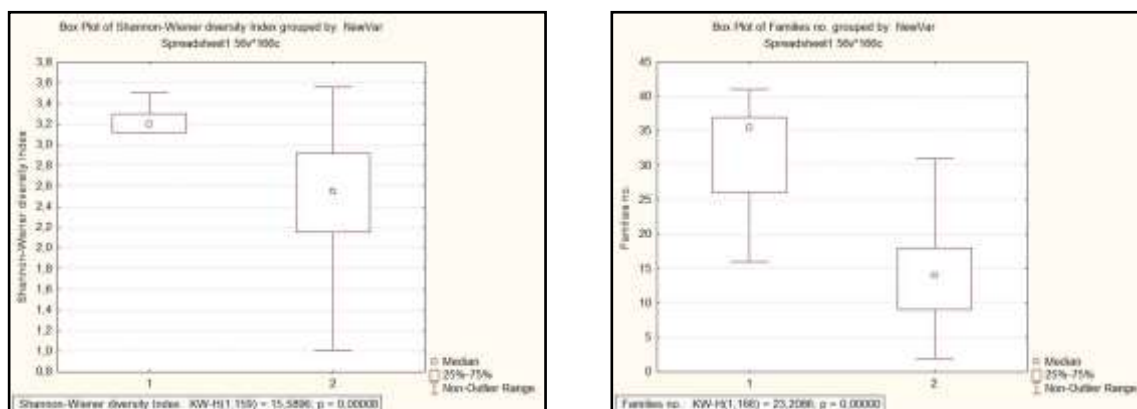 Box Plot of Shannon-Wiener diversity Index grouped by NewVar
Spreadsheet1 56v*166c
3,8
3,6
3,4
3,2
3,0
2,8
2,6
2,4
2,2
2,0
1,8
1,6
1,4
1,2
1,0
0,8
Shannon-Wiener diversity Index
1 2
Median
25%-75%
Non-Outlier Range
Shannon-Wiener diversity Index: KW-H(1,159) = 15,5896; p = 0,0000
Box Plot of Families no. grouped by NewVar
Spreadsheet1 56v*166c
45
40
35
30
25
20
15
10
5
0
Families no.
1 2
Median
25%-75%
Non-Outlier Range
Families no.: KW-H(1,166) = 23,2086; p = 0,00000